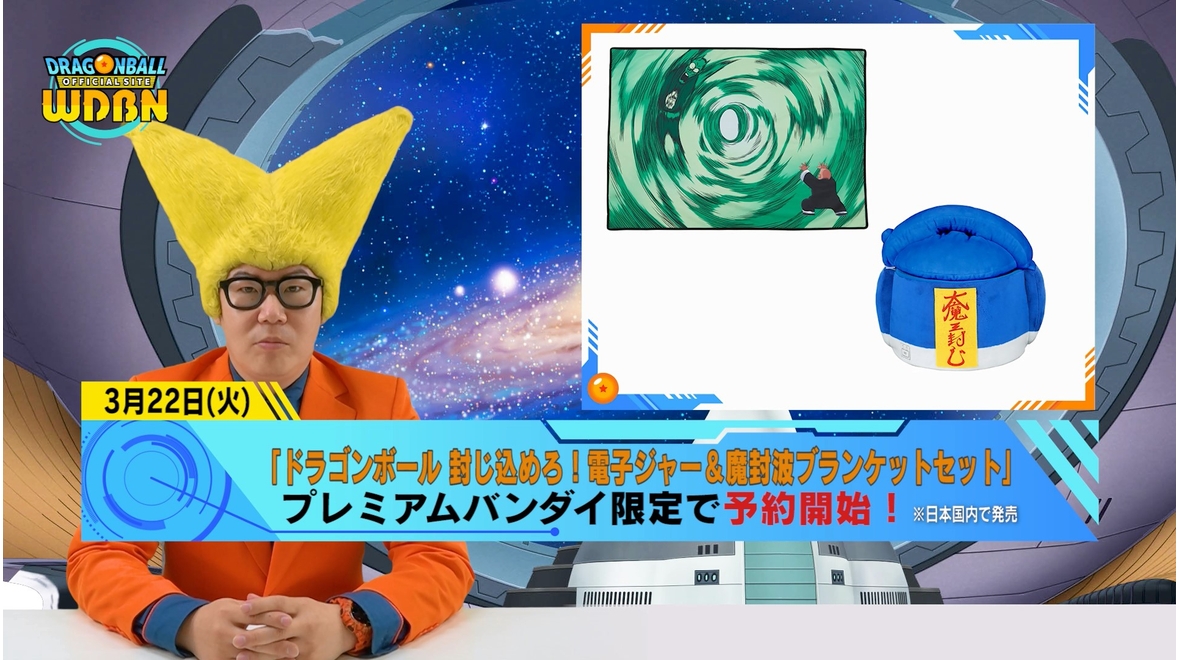 DRAGONBALL
OFFICIAL SITE
WDBN
大魔王封じ
3月22日(火)
「ドラゴンボール 封じ込めろ！電子ジャー＆魔封波ブランケットセット」
プレミアムバンダイ限定で予約開始！ ※日本国内で発売